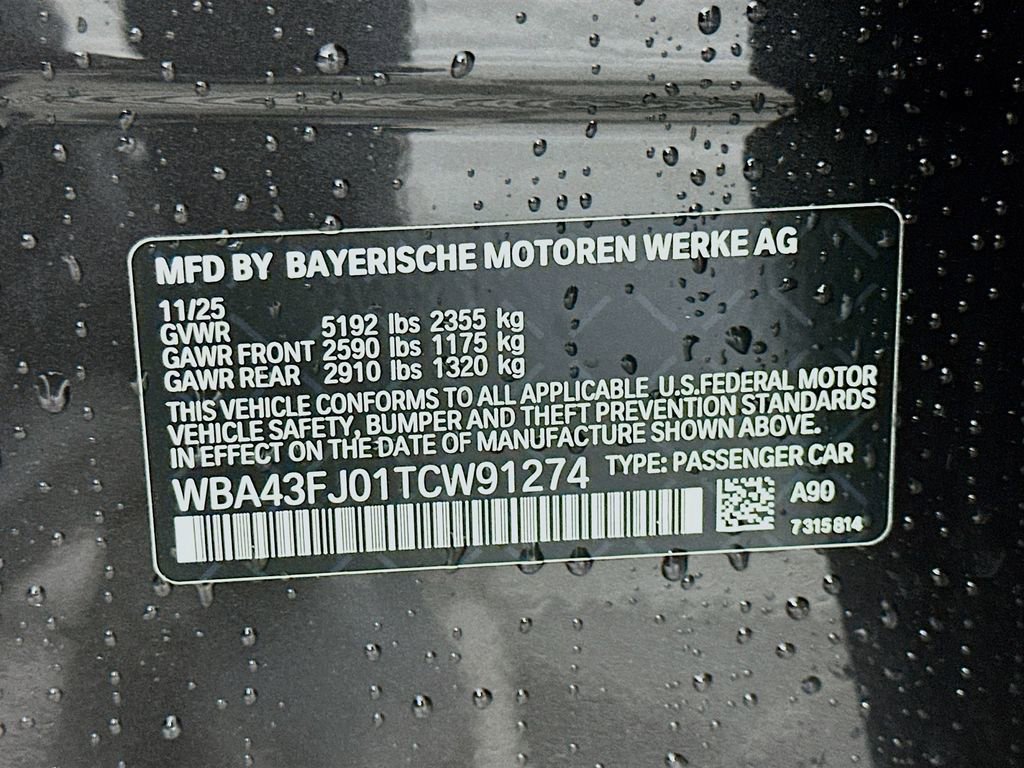 MFD BY BAYERISCHE MOTOREN WERKE AG
11/25
GVWR 5192 lbs 2355 kg
GAWR FRONT 2590 lbs 1175 kg
GAWR REAR 2910 lbs 1320 kg
THIS VEHICLE CONFORMS TO ALL APPLICABLE U.S.FEDERAL MOTOR
VEHICLE SAFETY, BUMPER AND THEFT PREVENTION STANDARDS
IN EFFECT ON THE DATE OF MANUFACTURE SHOWN ABOVE.
WBA43FJ01TCW91274 TYPE: PASSENGER CAR
A90
7315814